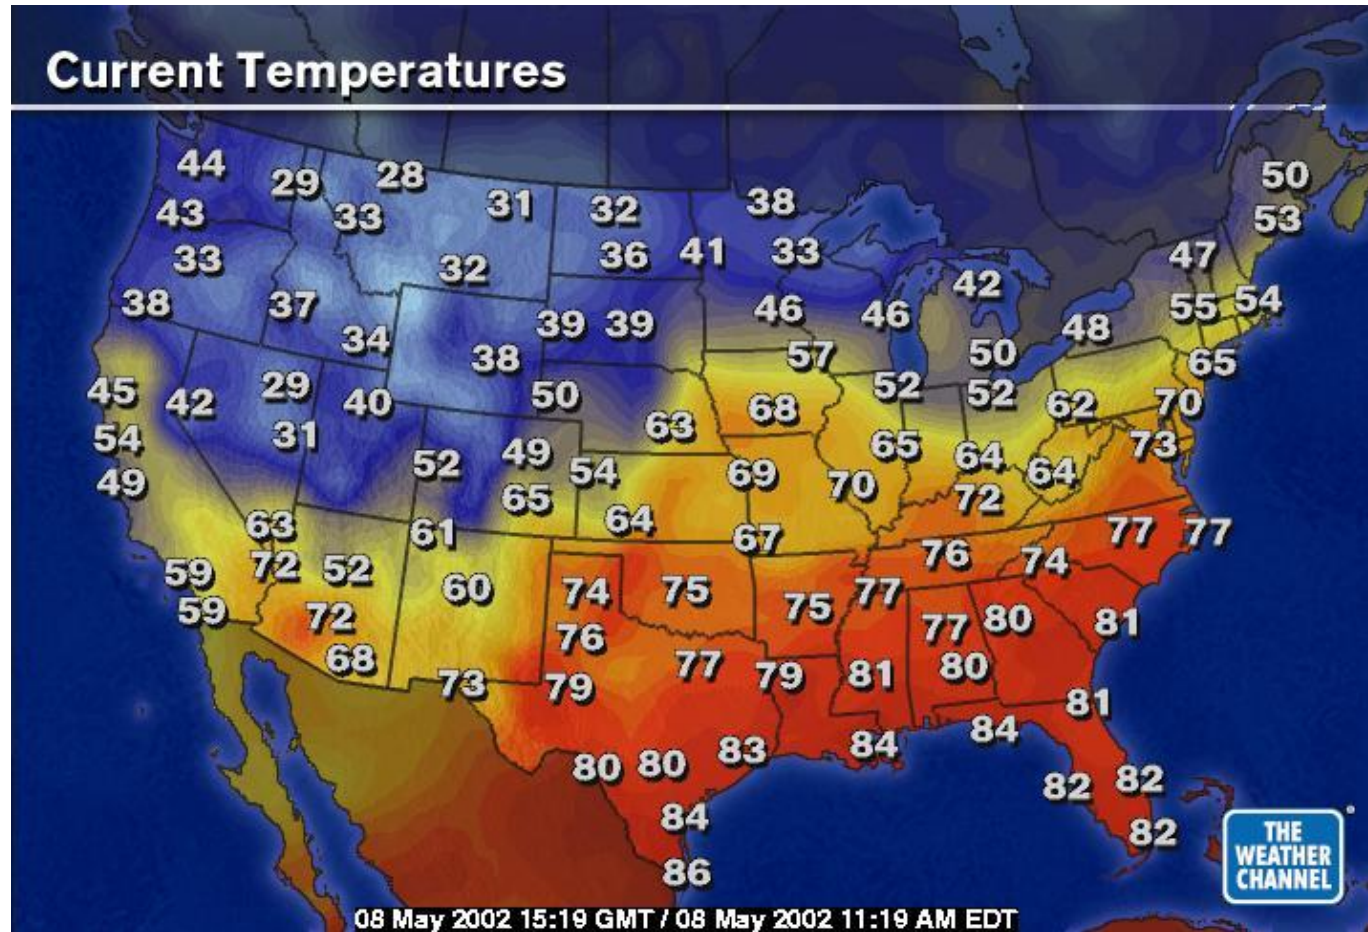 Current Temperatures
44 29 28 31 32 38 50
43 33 53
33 32 36 41 33 47
38 37 39 39 46 46 42 55 54
34 38 57 50 48 65
45 42 29 40 50 68 52 52 62 70
54 31 52 49 54 63 69 65 64 64 73
49 65 64 70 72
63 61 67 77 77
59 72 52 60 74 75 75 77 76 74
59 72 76 77 80 81
68 73 79 77 79 81 80
81
80 80 83 84 84
84 82 82
86 82
THE
WEATHER
CHANNEL
08 May 2002 15:19 GMT / 08 May 2002 11:19 AM EDT